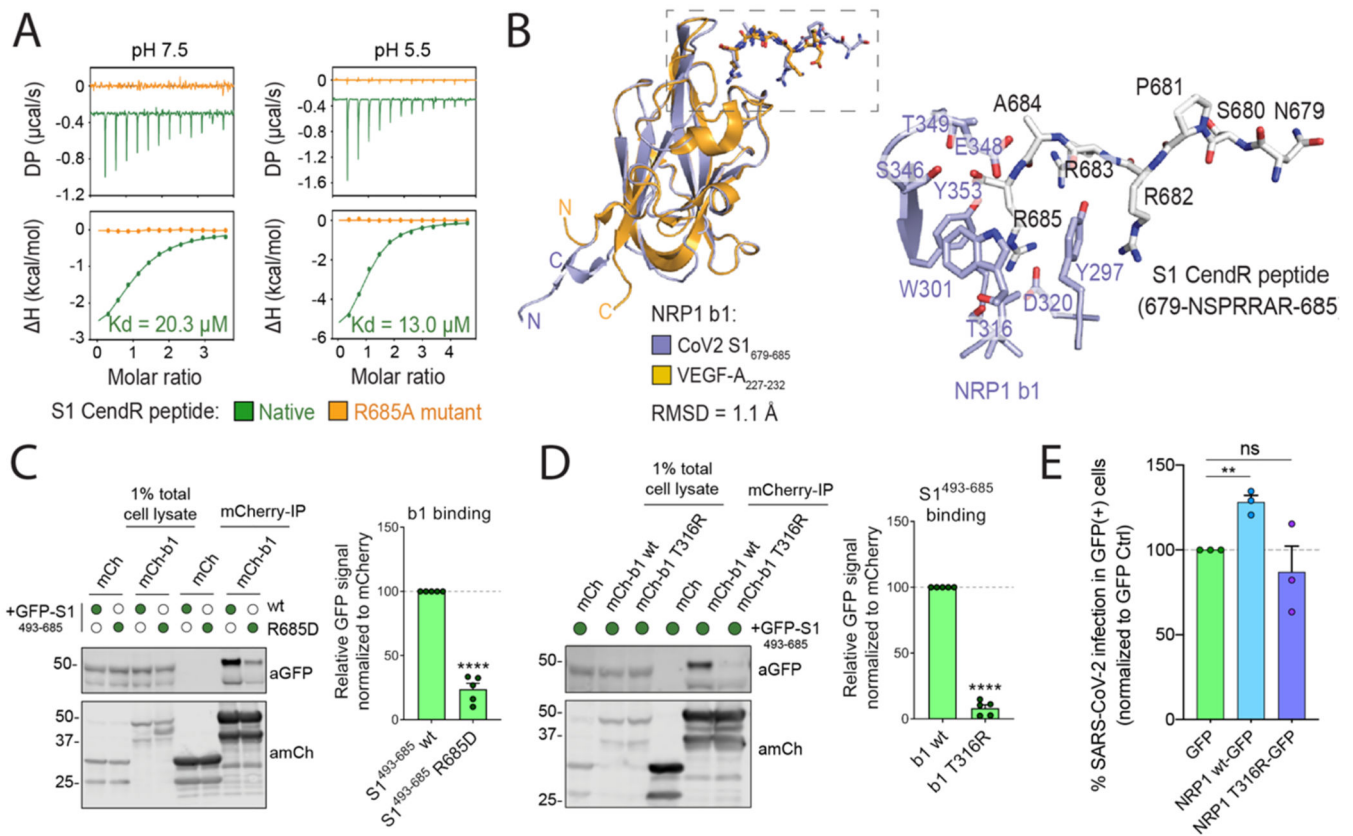 A
pH 7.5
pH 5.5
DP (µcal/s)
0
-0.4
-0.8
-1.2
DP (µcal/s)
0
-0.4
-0.8
-1.2
-1.6
ΔH (kcal/mol)
0
-1
-2
-3
Kd = 20.3 µM
0 1 2 3
Molar ratio
ΔH (kcal/mol)
0
-2
-4
-6
Kd = 13.0 µM
0 1 2 3 4
Molar ratio
S1 CendR peptide: Native R685A mutant
B
N
C
N
C
NRP1 b1:
CoV2 S1679-685
VEGF-A227-232
RMSD = 1.1 Å
P681
S680 N679
A684
T349
E348
R683
S346
Y353
R682
R685
Y297
W301
D320
T316
S1 CendR peptide
(679-NSPRRAR-685
NRP1 b1
C
1% total
cell lysate
mCherry-IP
mCh
mCh-b1
mCh
mCh-b1
+GFP-S1
493-685
wt
R685D
50-
aGFP
50-
37-
25-
amCh
b1 binding
Relative GFP signal
normalized to mCherry
150
100
50
0
****
S1493-685 wt
S1493-685 R685D
D
1% total
cell lysate
mCherry-IP
mCh
mCh-b1 wt
mCh-b1 T316R
mCh
mCh-b1 wt
mCh-b1 T316R
+GFP-S1
493-685
50-
aGFP
50-
37-
25-
amCh
S1493-685
binding
Relative GFP signal
normalized to mCherry
150
100
50
0
****
b1 wt
b1 T316R
E
% SARS-CoV-2 infection in GFP(+) cells
(normalized to GFP Ctrl)
150
100
50
0
ns
**
GFP
NRP1 wt-GFP
NRP1 T316R-GFP